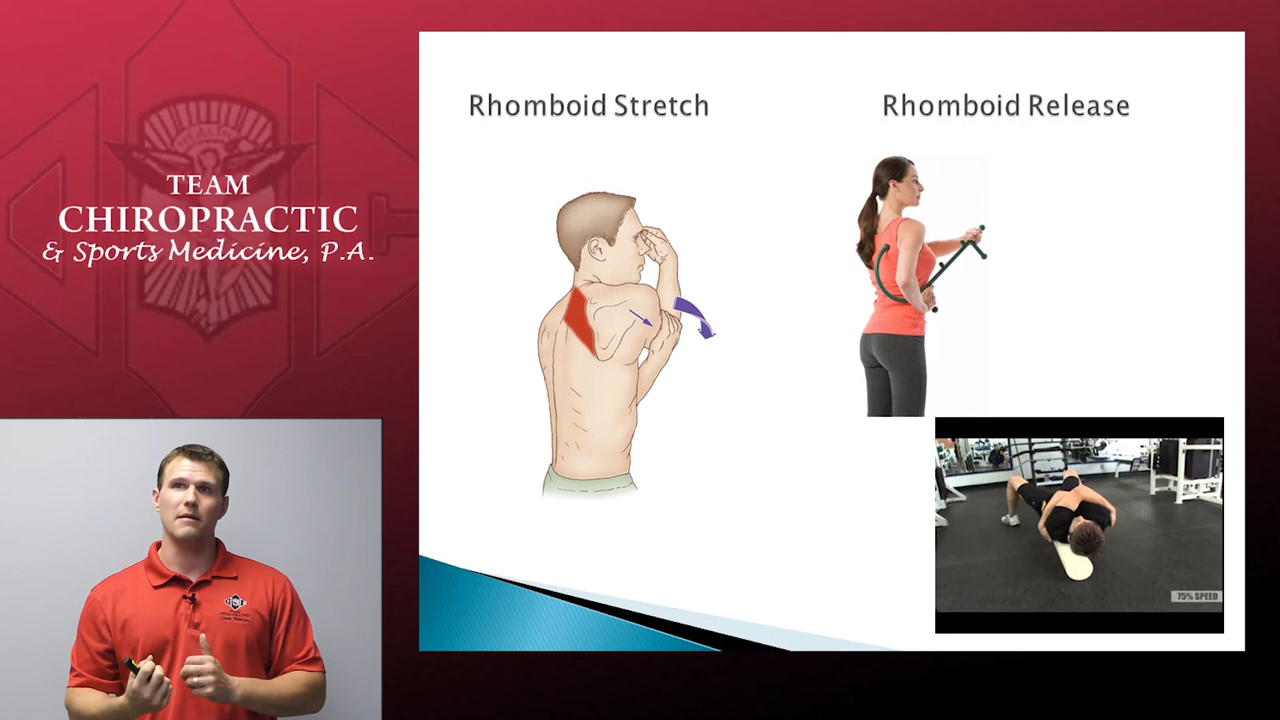 TEAM
CHIROPRACTIC
& Sports Medicine, P.A.
Rhomboid Stretch
Rhomboid Release
75% SPEED